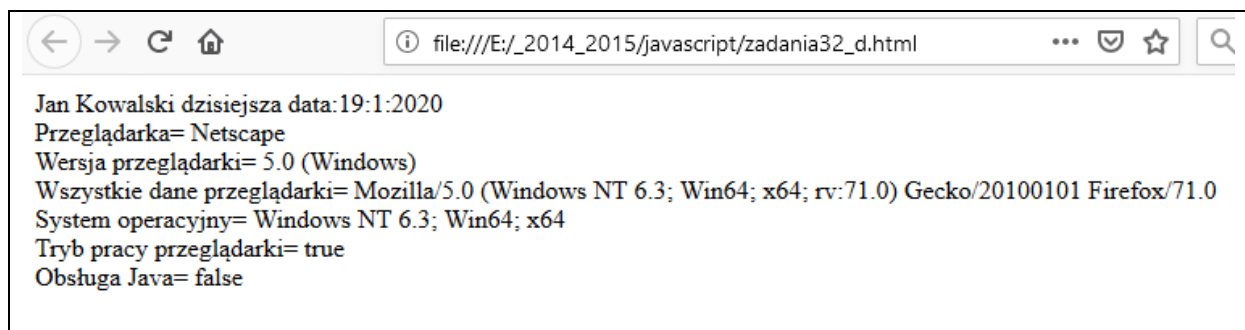 file:///E:/_2014_2015/javascript/zadania32_d.html
Jan Kowalski dzisiejsza data:19:1:2020
Przeglądarka= Netscape
Wersja przeglądarki= 5.0 (Windows)
Wszystkie dane przeglądarki= Mozilla/5.0 (Windows NT 6.3; Win64; x64; rv:71.0) Gecko/20100101 Firefox/71.0
System operacyjny= Windows NT 6.3; Win64; x64
Tryb pracy przeglądarki= true
Obsługa Java= false